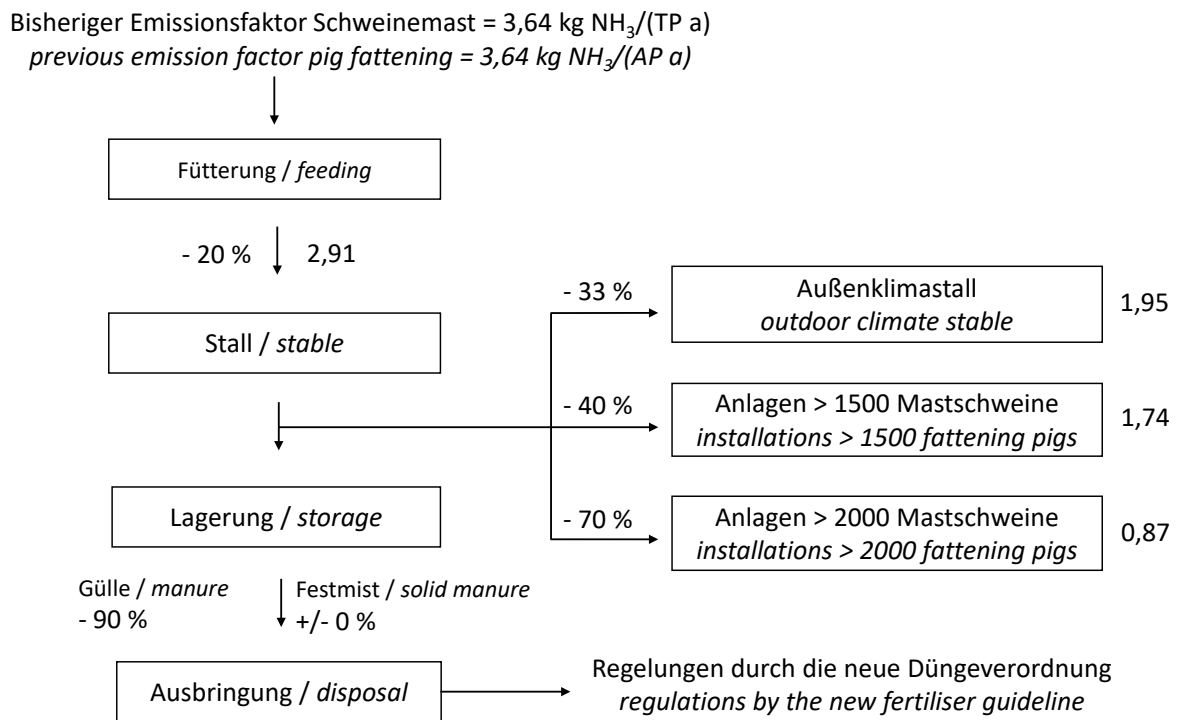 Bisheriger Emissionsfaktor Schweinemast = 3,64 kg NH₃/(TP a)
previous emission factor pig fattening = 3,64 kg NH₃/(AP a)
Fütterung / feeding
- 20 %
2,91
Stall / stable
- 33 %
Außenklimastall
outdoor climate stable
1,95
- 40 %
Anlagen > 1500 Mastschweine
installations > 1500 fattening pigs
1,74
Lagerung / storage
- 70 %
Anlagen > 2000 Mastschweine
installations > 2000 fattening pigs
0,87
Gülle / manure
- 90 %
Festmist / solid manure
+/- 0 %
Ausbringung / disposal
Regelungen durch die neue Düngeverordnung
regulations by the new fertiliser guideline